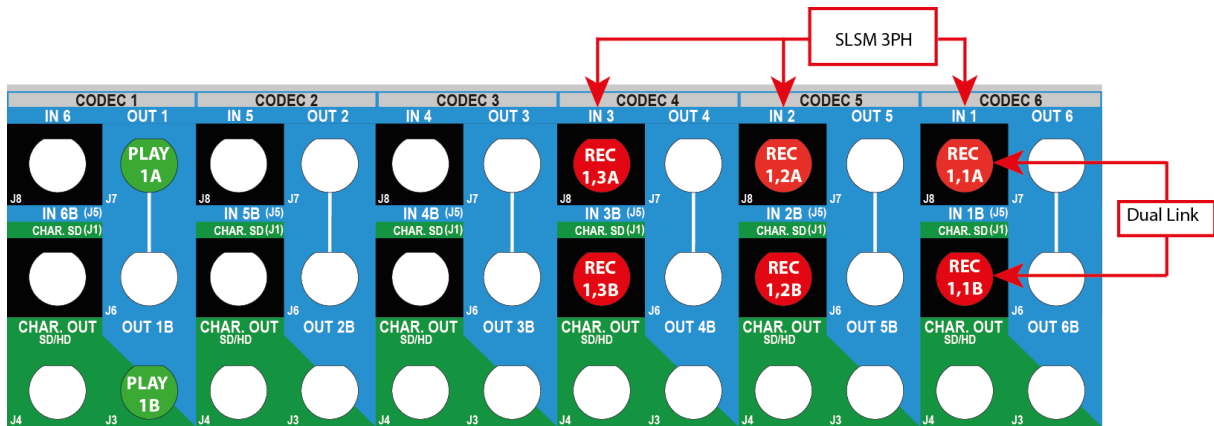 SLSM 3PH
CODEC 1 CODEC 2 CODEC 3 CODEC 4 CODEC 5 CODEC 6
IN 6 OUT 1 IN 5 OUT 2 IN 4 OUT 3 IN 3 OUT 4 IN 2 OUT 5 IN 1 OUT 6
PLAY 1A REC 1,3A REC 1,2A REC 1,1A
J8 J7 J8 J7 J8 J7 J8 J7 J8 J7 J8 J7
IN 6B (J5) IN 5B (J5) IN 4B (J5) IN 3B (J5) IN 2B (J5) IN 1B (J5)
Dual Link
CHAR. SD (J1) CHAR. SD (J1) CHAR. SD (J1) CHAR. SD (J1) CHAR. SD (J1) CHAR. SD (J1)
REC 1,3B REC 1,2B REC 1,1B
J6 J6 J6 J6 J6 J6
CHAR. OUT OUT 1B CHAR. OUT OUT 2B CHAR. OUT OUT 3B CHAR. OUT OUT 4B CHAR. OUT OUT 5B CHAR. OUT OUT 6B
SD/HD SD/HD SD/HD SD/HD SD/HD SD/HD
PLAY 1B
J4 J3 J4 J3 J4 J3 J4 J3 J4 J3 J4 J3